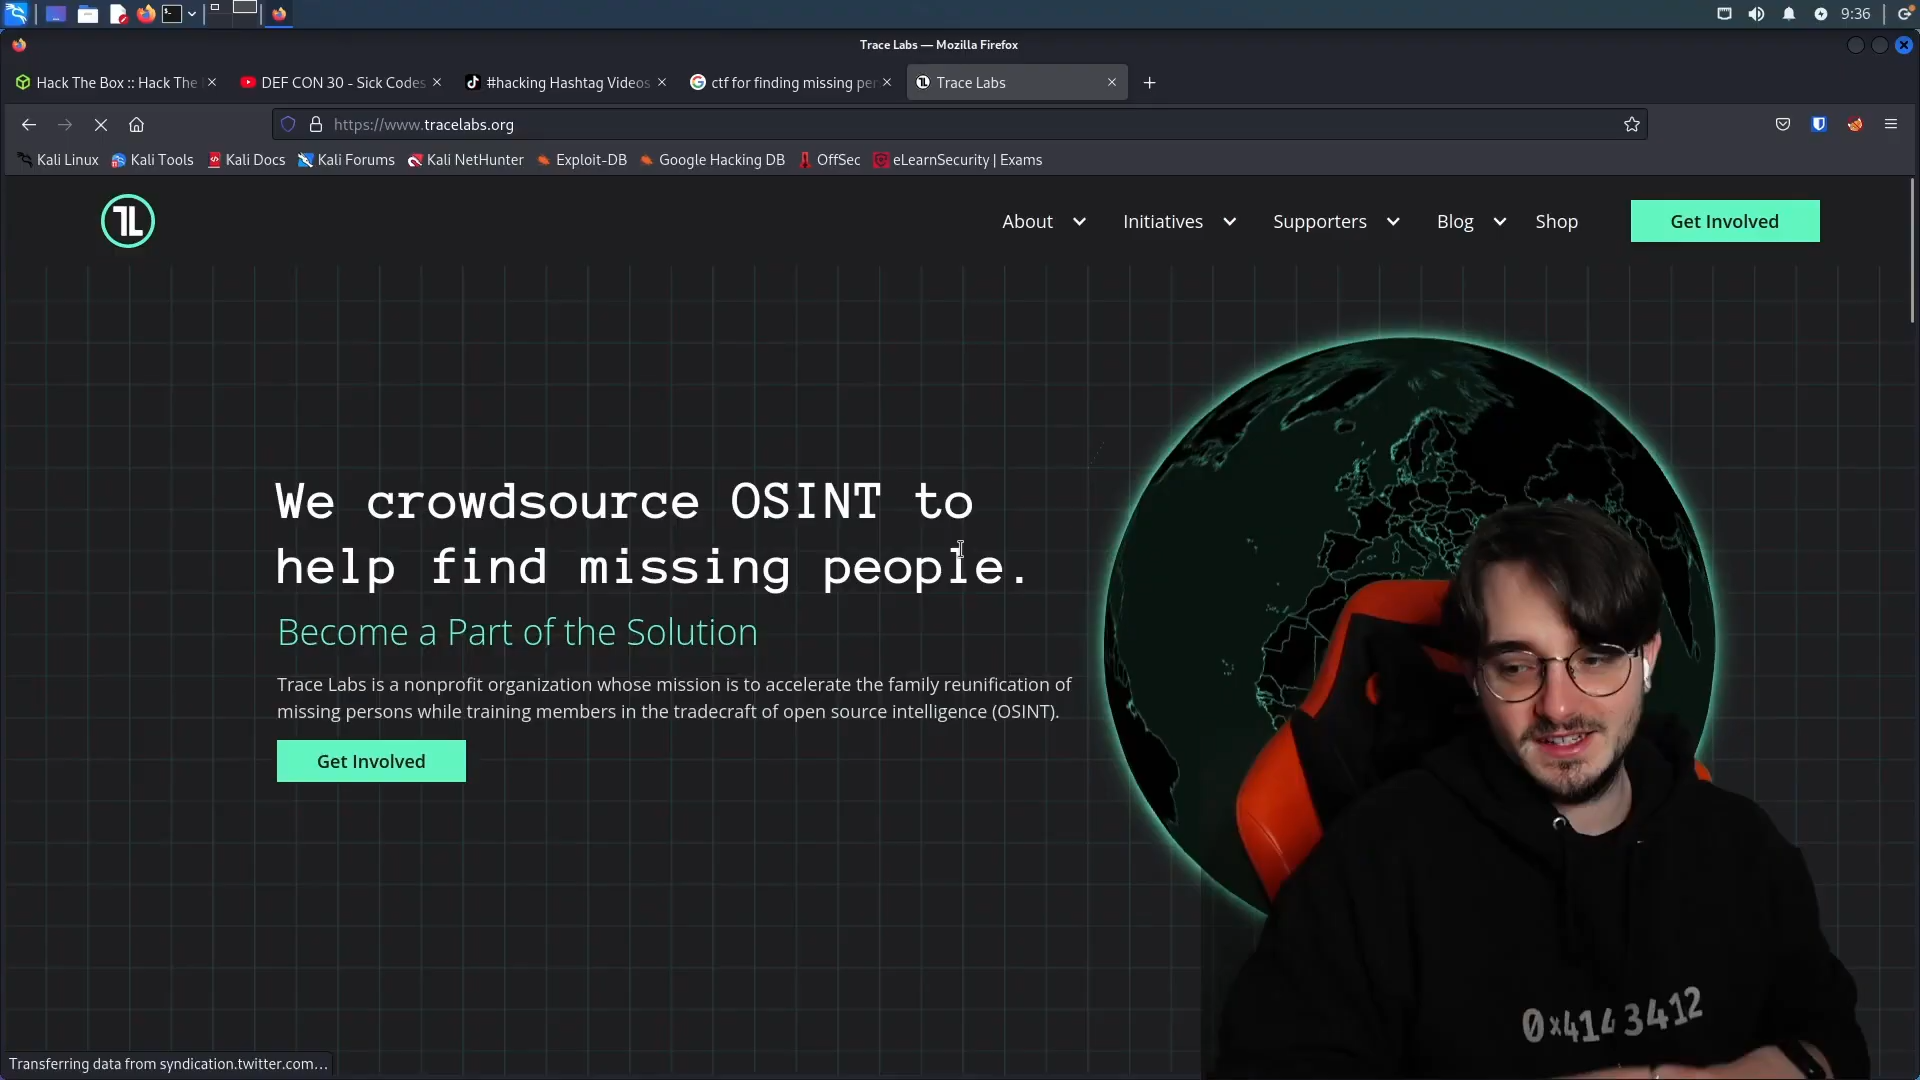 9:36
Trace Labs — Mozilla Firefox
Hack The Box :: Hack The
DEF CON 30 - Sick Codes
#hacking Hashtag Videos
ctf for finding missing per
Trace Labs
https://www.tracelabs.org
Kali Linux
Kali Tools
Kali Docs
Kali Forums
Kali NetHunter
Exploit-DB
Google Hacking DB
OffSec
eLearnSecurity | Exams
TL
About
Initiatives
Supporters
Blog
Shop
Get Involved
We crowdsource OSINT to
help find missing people.
Become a Part of the Solution
Trace Labs is a nonprofit organization whose mission is to accelerate the family reunification of
missing persons while training members in the tradecraft of open source intelligence (OSINT).
Get Involved
0x4143412
Transferring data from syndication.twitter.com…